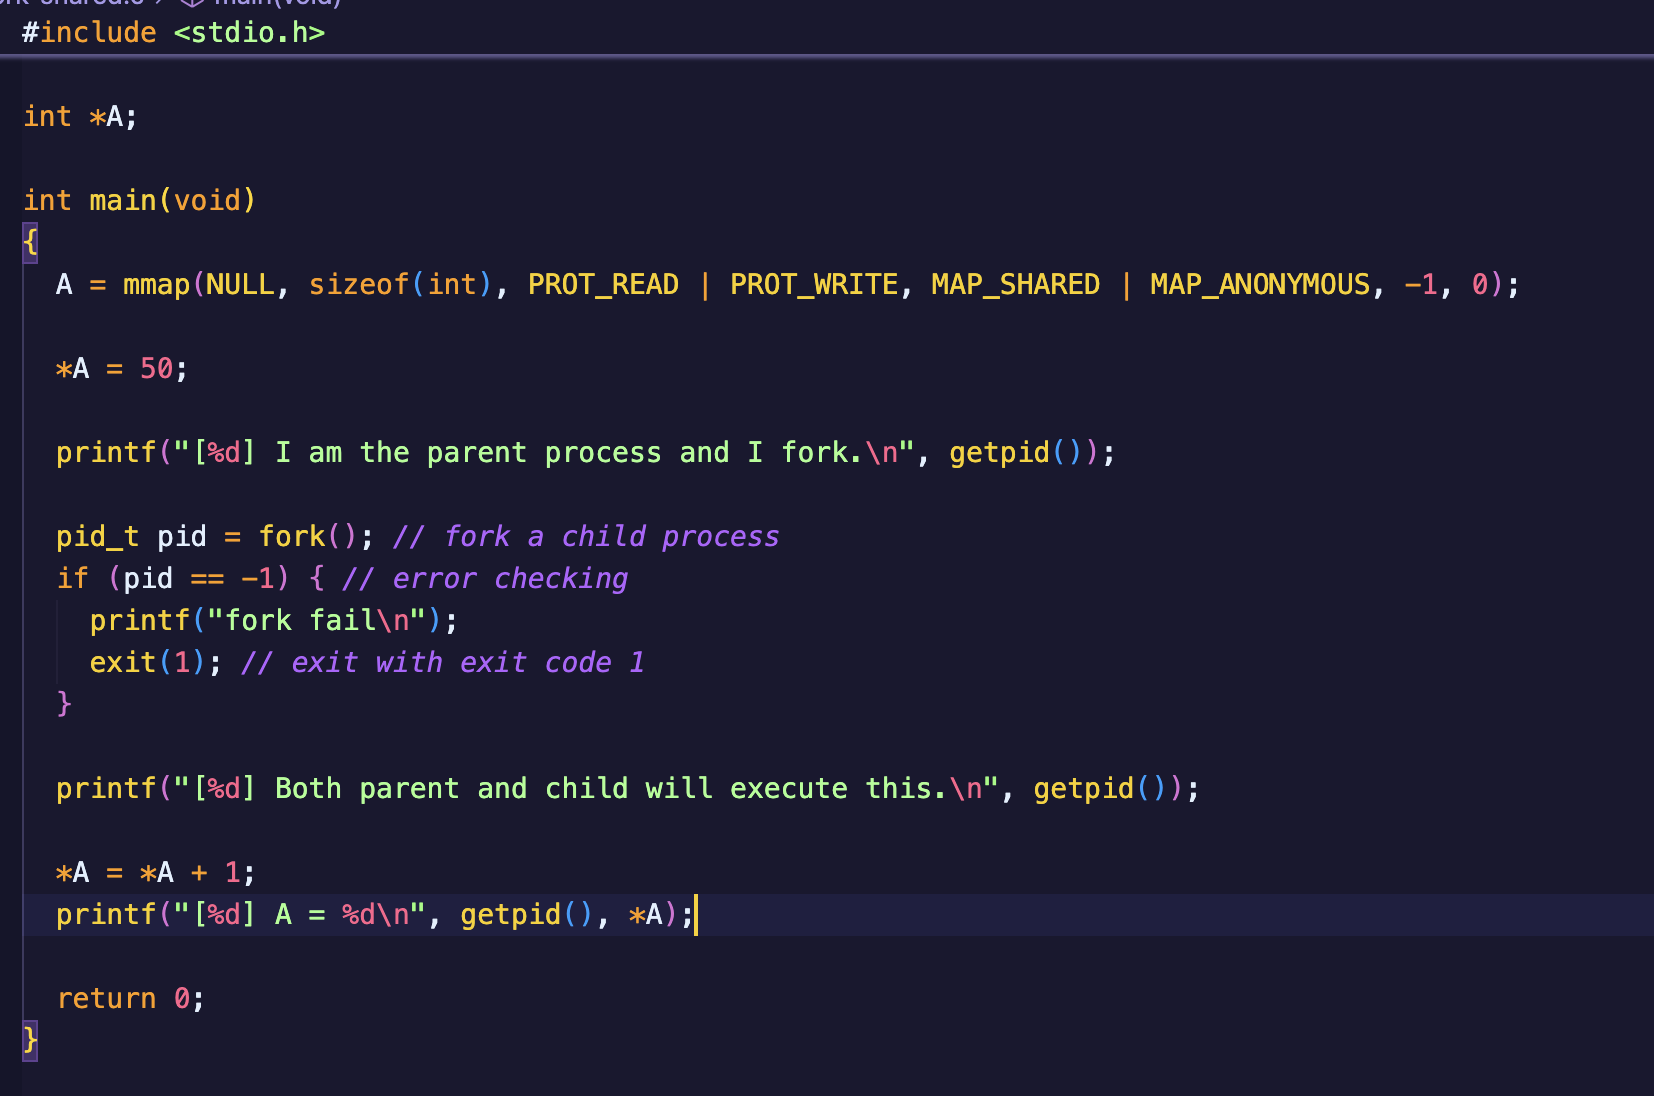 main(void)
#include <stdio.h>
int *A;
int main(void)
{
A = mmap(NULL, sizeof(int), PROT_READ | PROT_WRITE, MAP_SHARED | MAP_ANONYMOUS, -1, 0);
*A = 50;
printf("[%d] I am the parent process and I fork.\n", getpid());
pid_t pid = fork(); // fork a child process
if (pid == -1) { // error checking
printf("fork fail\n");
exit(1); // exit with exit code 1
}
printf("[%d] Both parent and child will execute this.\n", getpid());
*A = *A + 1;
printf("[%d] A = %d\n", getpid(), *A);
return 0;
}